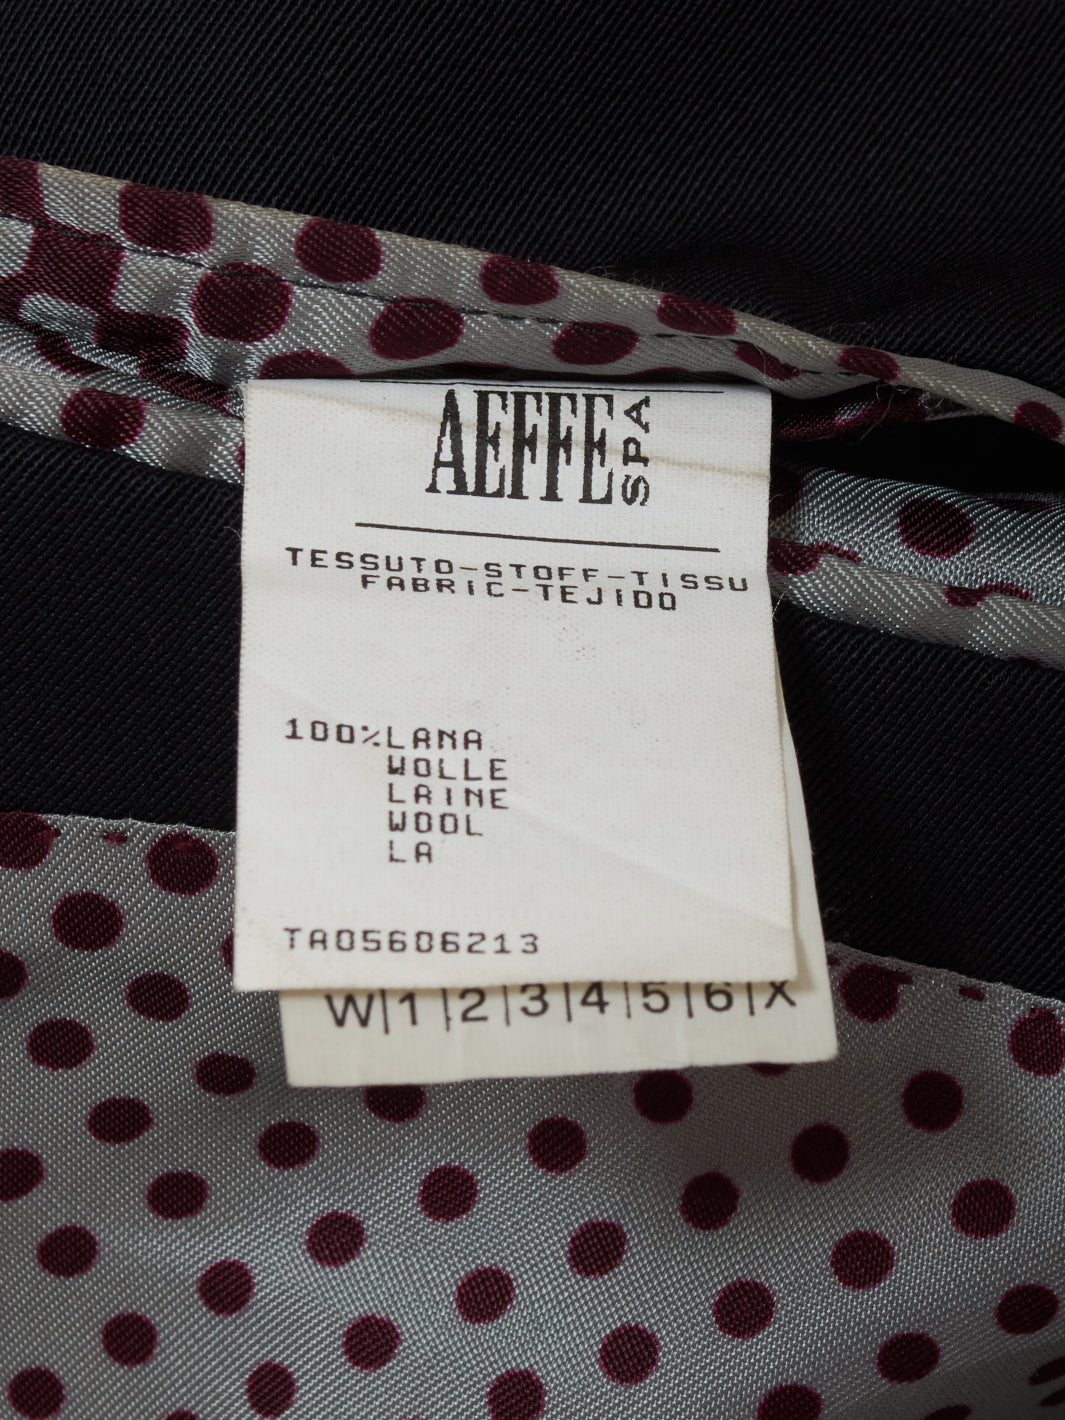 AEFFE SPA
TESSUTO-STOFF-TISSU
FABRIC-TEJIDO
100%LANA
WOLLE
LAINE
WOOL
LA
TA05606213
W|1|2|3|4|5|6|X